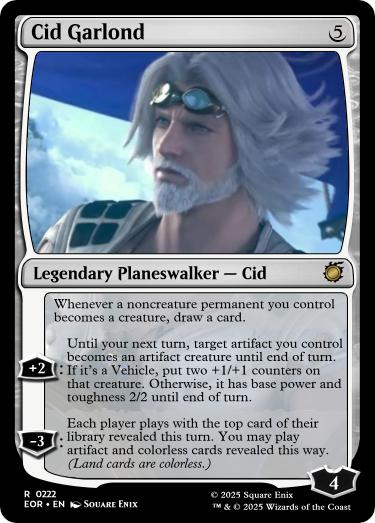 Cid Garlond 5
Legendary Planeswalker — Cid
Whenever a noncreature permanent you control
becomes a creature, draw a card.
Until your next turn, target artifact you control
becomes an artifact creature until end of turn.
+2: If it's a Vehicle, put two +1/+1 counters on
that creature. Otherwise, it has base power and
toughness 2/2 until end of turn.
Each player plays with the top card of their
library revealed this turn. You may play
-3: artifact and colorless cards revealed this way.
(Land cards are colorless.)
4
R 0222
EOR • EN SQUARE ENIX
© 2025 Square Enix
™ & © 2025 Wizards of the Coast